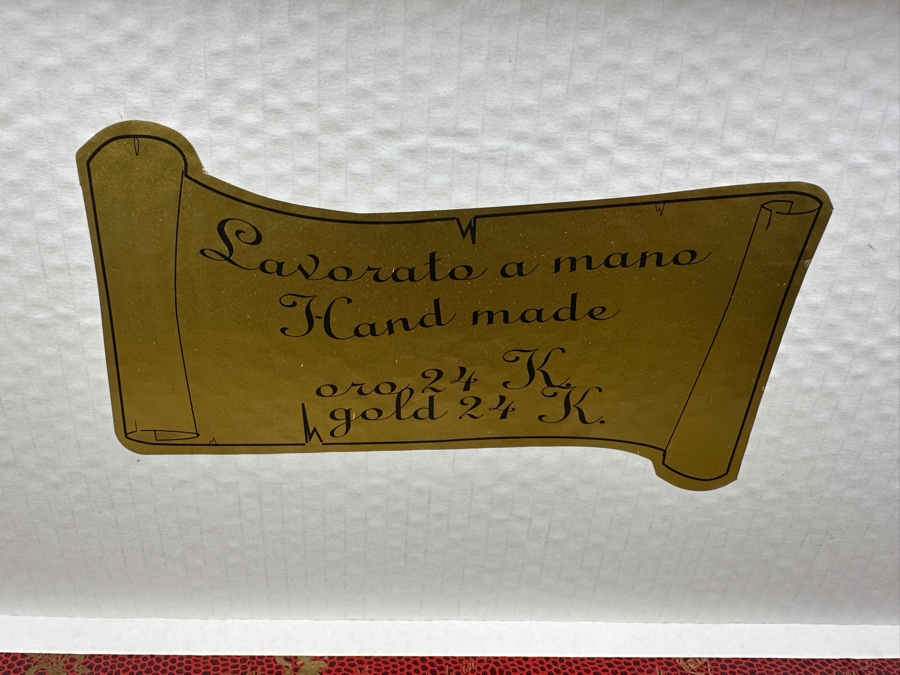 Lavorato a mano
Hand made
oro 24 K.
gold 24 K.